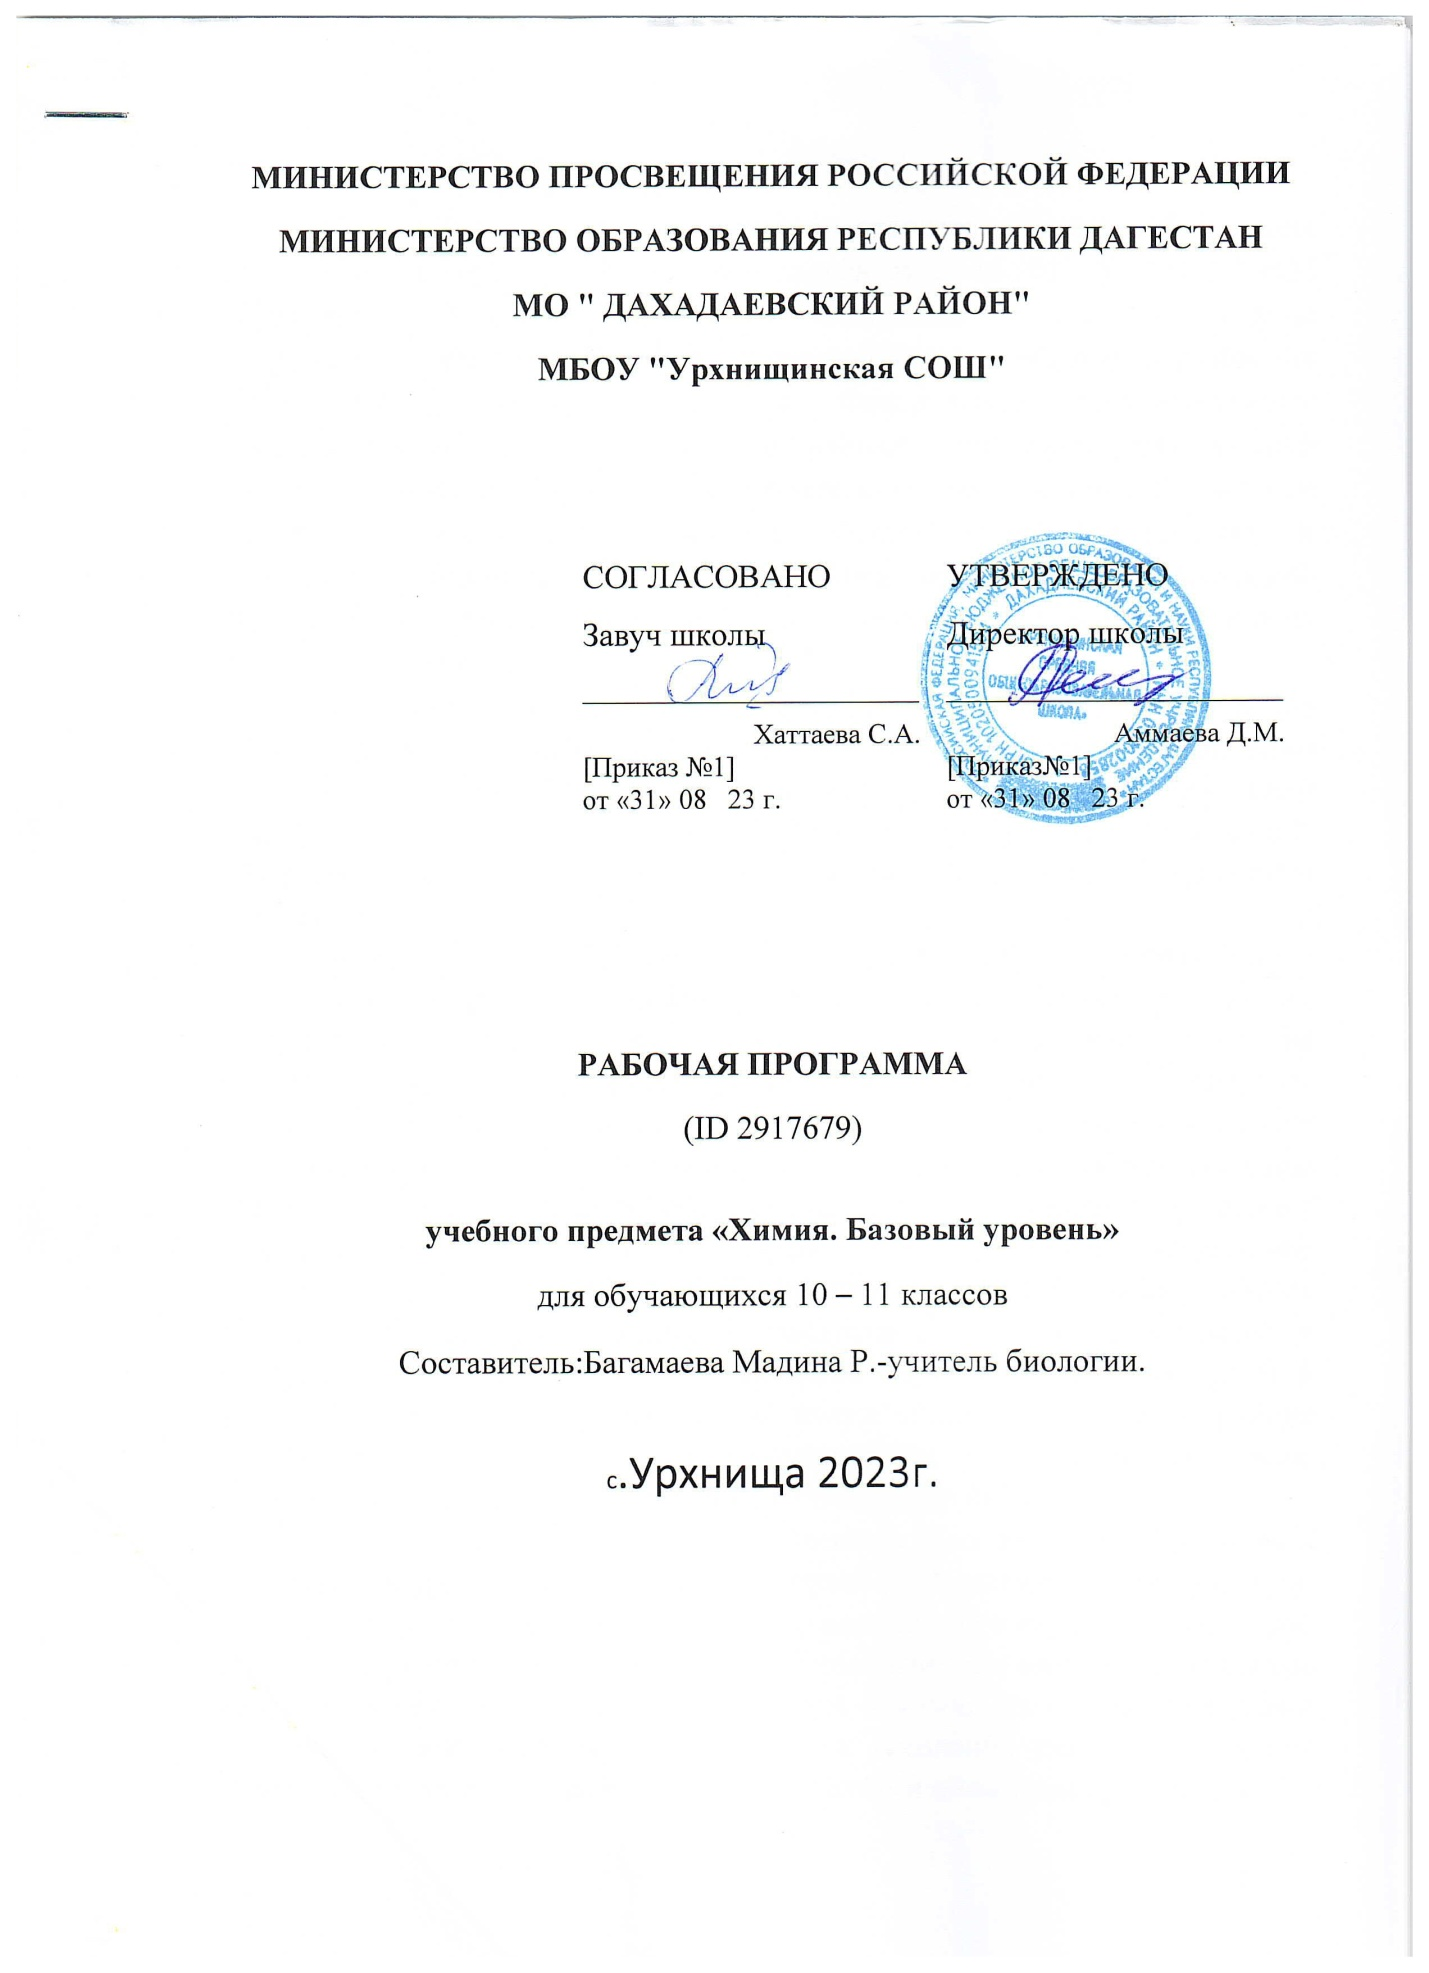 МИНИСТЕРСТВО ПРОСВЕЩЕНИЯ РОССИЙСКОЙ ФЕДЕРАЦИИ
МИНИСТЕРСТВО ОБРАЗОВАНИЯ РЕСПУБЛИКИ ДАГЕСТАН
МО " ДАХАДАЕВСКИЙ РАЙОН"
МБОУ "Урхнищинская СОШ"
СОГЛАСОВАНО
Завуч школы
Хаттаева С.А.
[Приказ №1]
от «31» 08 23 г.
УТВЕРЖДЕНО
Директор школы
Аммаева Д.М.
[Приказ№1]
от «31» 08 23 г.
РАБОЧАЯ ПРОГРАММА
(ID 2917679)
учебного предмета «Химия. Базовый уровень»
для обучающихся 10 – 11 классов
Составитель:Багамаева Мадина Р.-учитель биологии.
с.Урхнища 2023г.